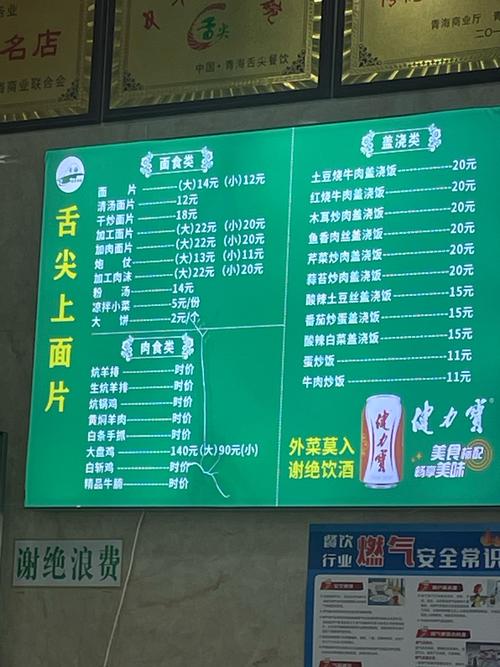 名店
青海商业联合会
舌尖
中国·青海舌尖餐饮
青海商业厅
舌尖上面片
面食类
面 片 (大)14元 (小)12元
清汤面片 12元
干炒面片 18元
加工面片 (大)22元 (小)20元
加肉面片 (大)22元 (小)20元
炮 仗 (大)13元 (小)11元
加工肉沫 (大)22元 (小)20元
粉 汤 14元
凉拌小菜 5元/份
大 饼 2元/个
肉食类
炕羊排 时价
生炕羊排 时价
炕锅鸡 时价
黄焖羊肉 时价
白条手抓 时价
大盘鸡 140元(大)90元(小)
白斩鸡 时价
精品牛腩 时价
盖浇类
土豆烧牛肉盖浇饭 20元
红烧牛肉盖浇饭 20元
木耳炒肉盖浇饭 20元
鱼香肉丝盖浇饭 20元
芹菜炒肉盖浇饭 20元
蒜苔炒肉盖浇饭 20元
酸辣土豆丝盖浇饭 15元
番茄炒蛋盖浇饭 15元
酸辣白菜盖浇饭 15元
蛋炒饭 11元
牛肉炒饭 11元
外菜莫入
谢绝饮酒
健力寶
健力寶®
美食标配
畅享美味
谢绝浪费
餐饮
行业
燃气安全常识